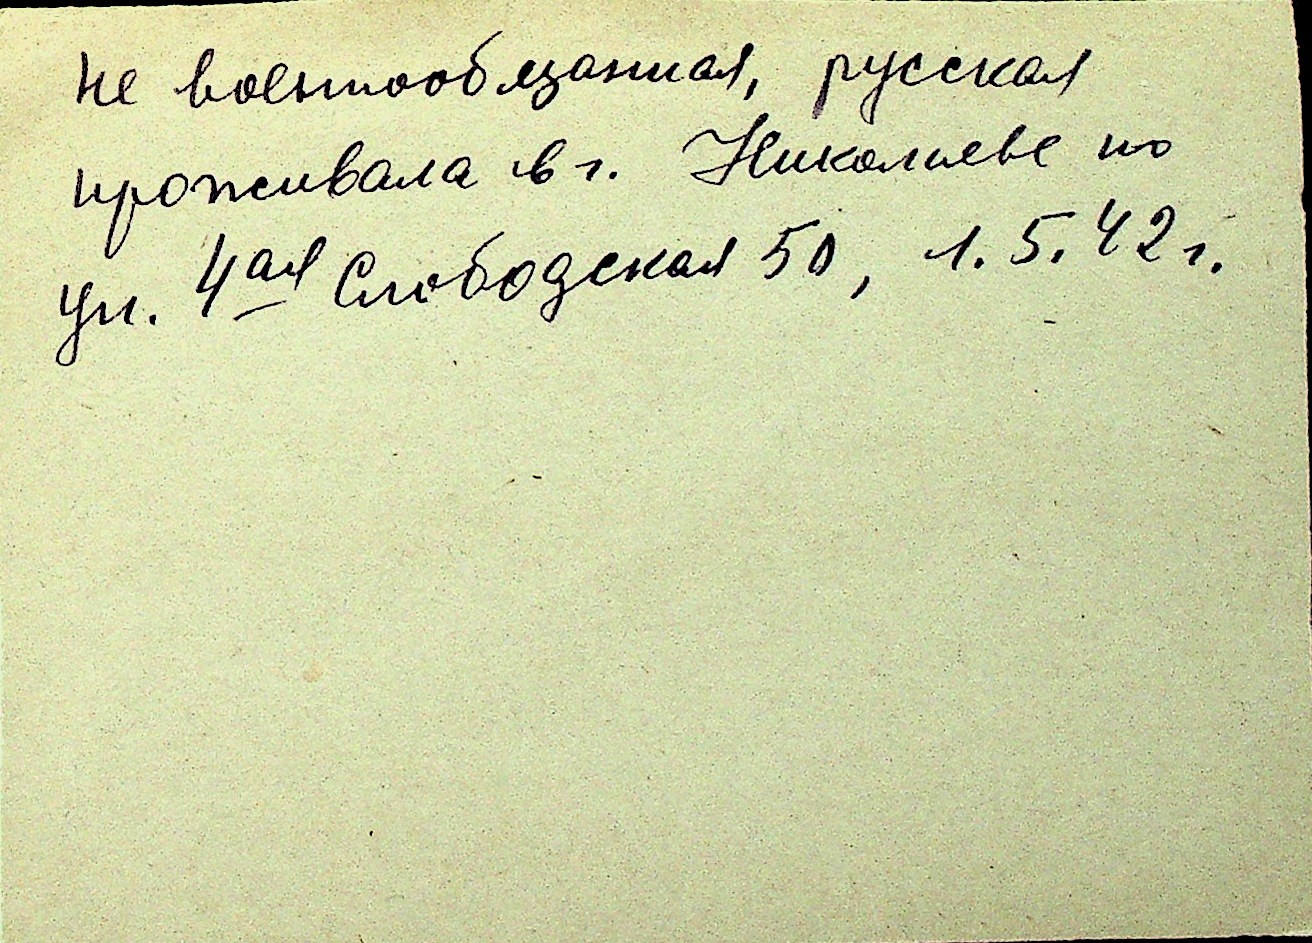 не военнообязанная, русская
проживала в г. Николаеве по
ул. 4ая Слободская 50, 1.5.42 г.